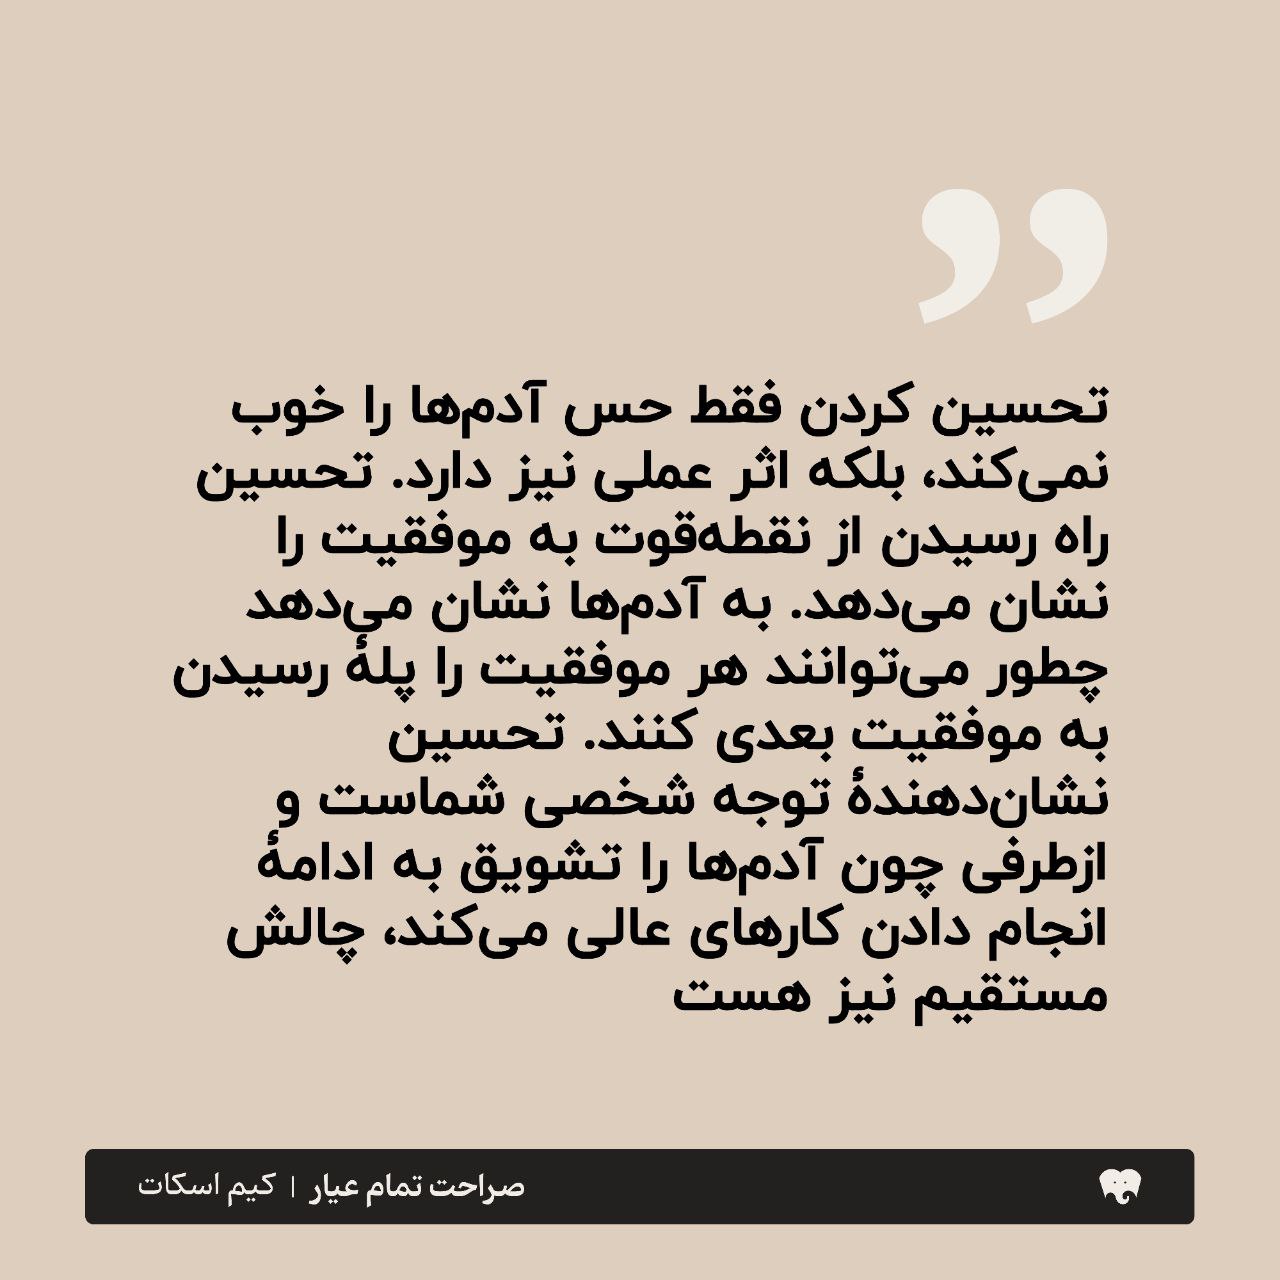 تحسین کردن فقط حس آدم‌ها را خوب
نمی‌کند، بلکه اثر عملی نیز دارد. تحسین
راه رسیدن از نقطه‌قوت به موفقیت را
نشان می‌دهد. به آدم‌ها نشان می‌دهد
چطور می‌توانند هر موفقیت را پلهٔ رسیدن
به موفقیت بعدی کنند. تحسین
نشان‌دهندهٔ توجه شخصی شماست و
ازطرفی چون آدم‌ها را تشویق به ادامهٔ
انجام دادن کارهای عالی می‌کند، چالش
مستقیم نیز هست
صراحت تمام عیار | کیم اسکات